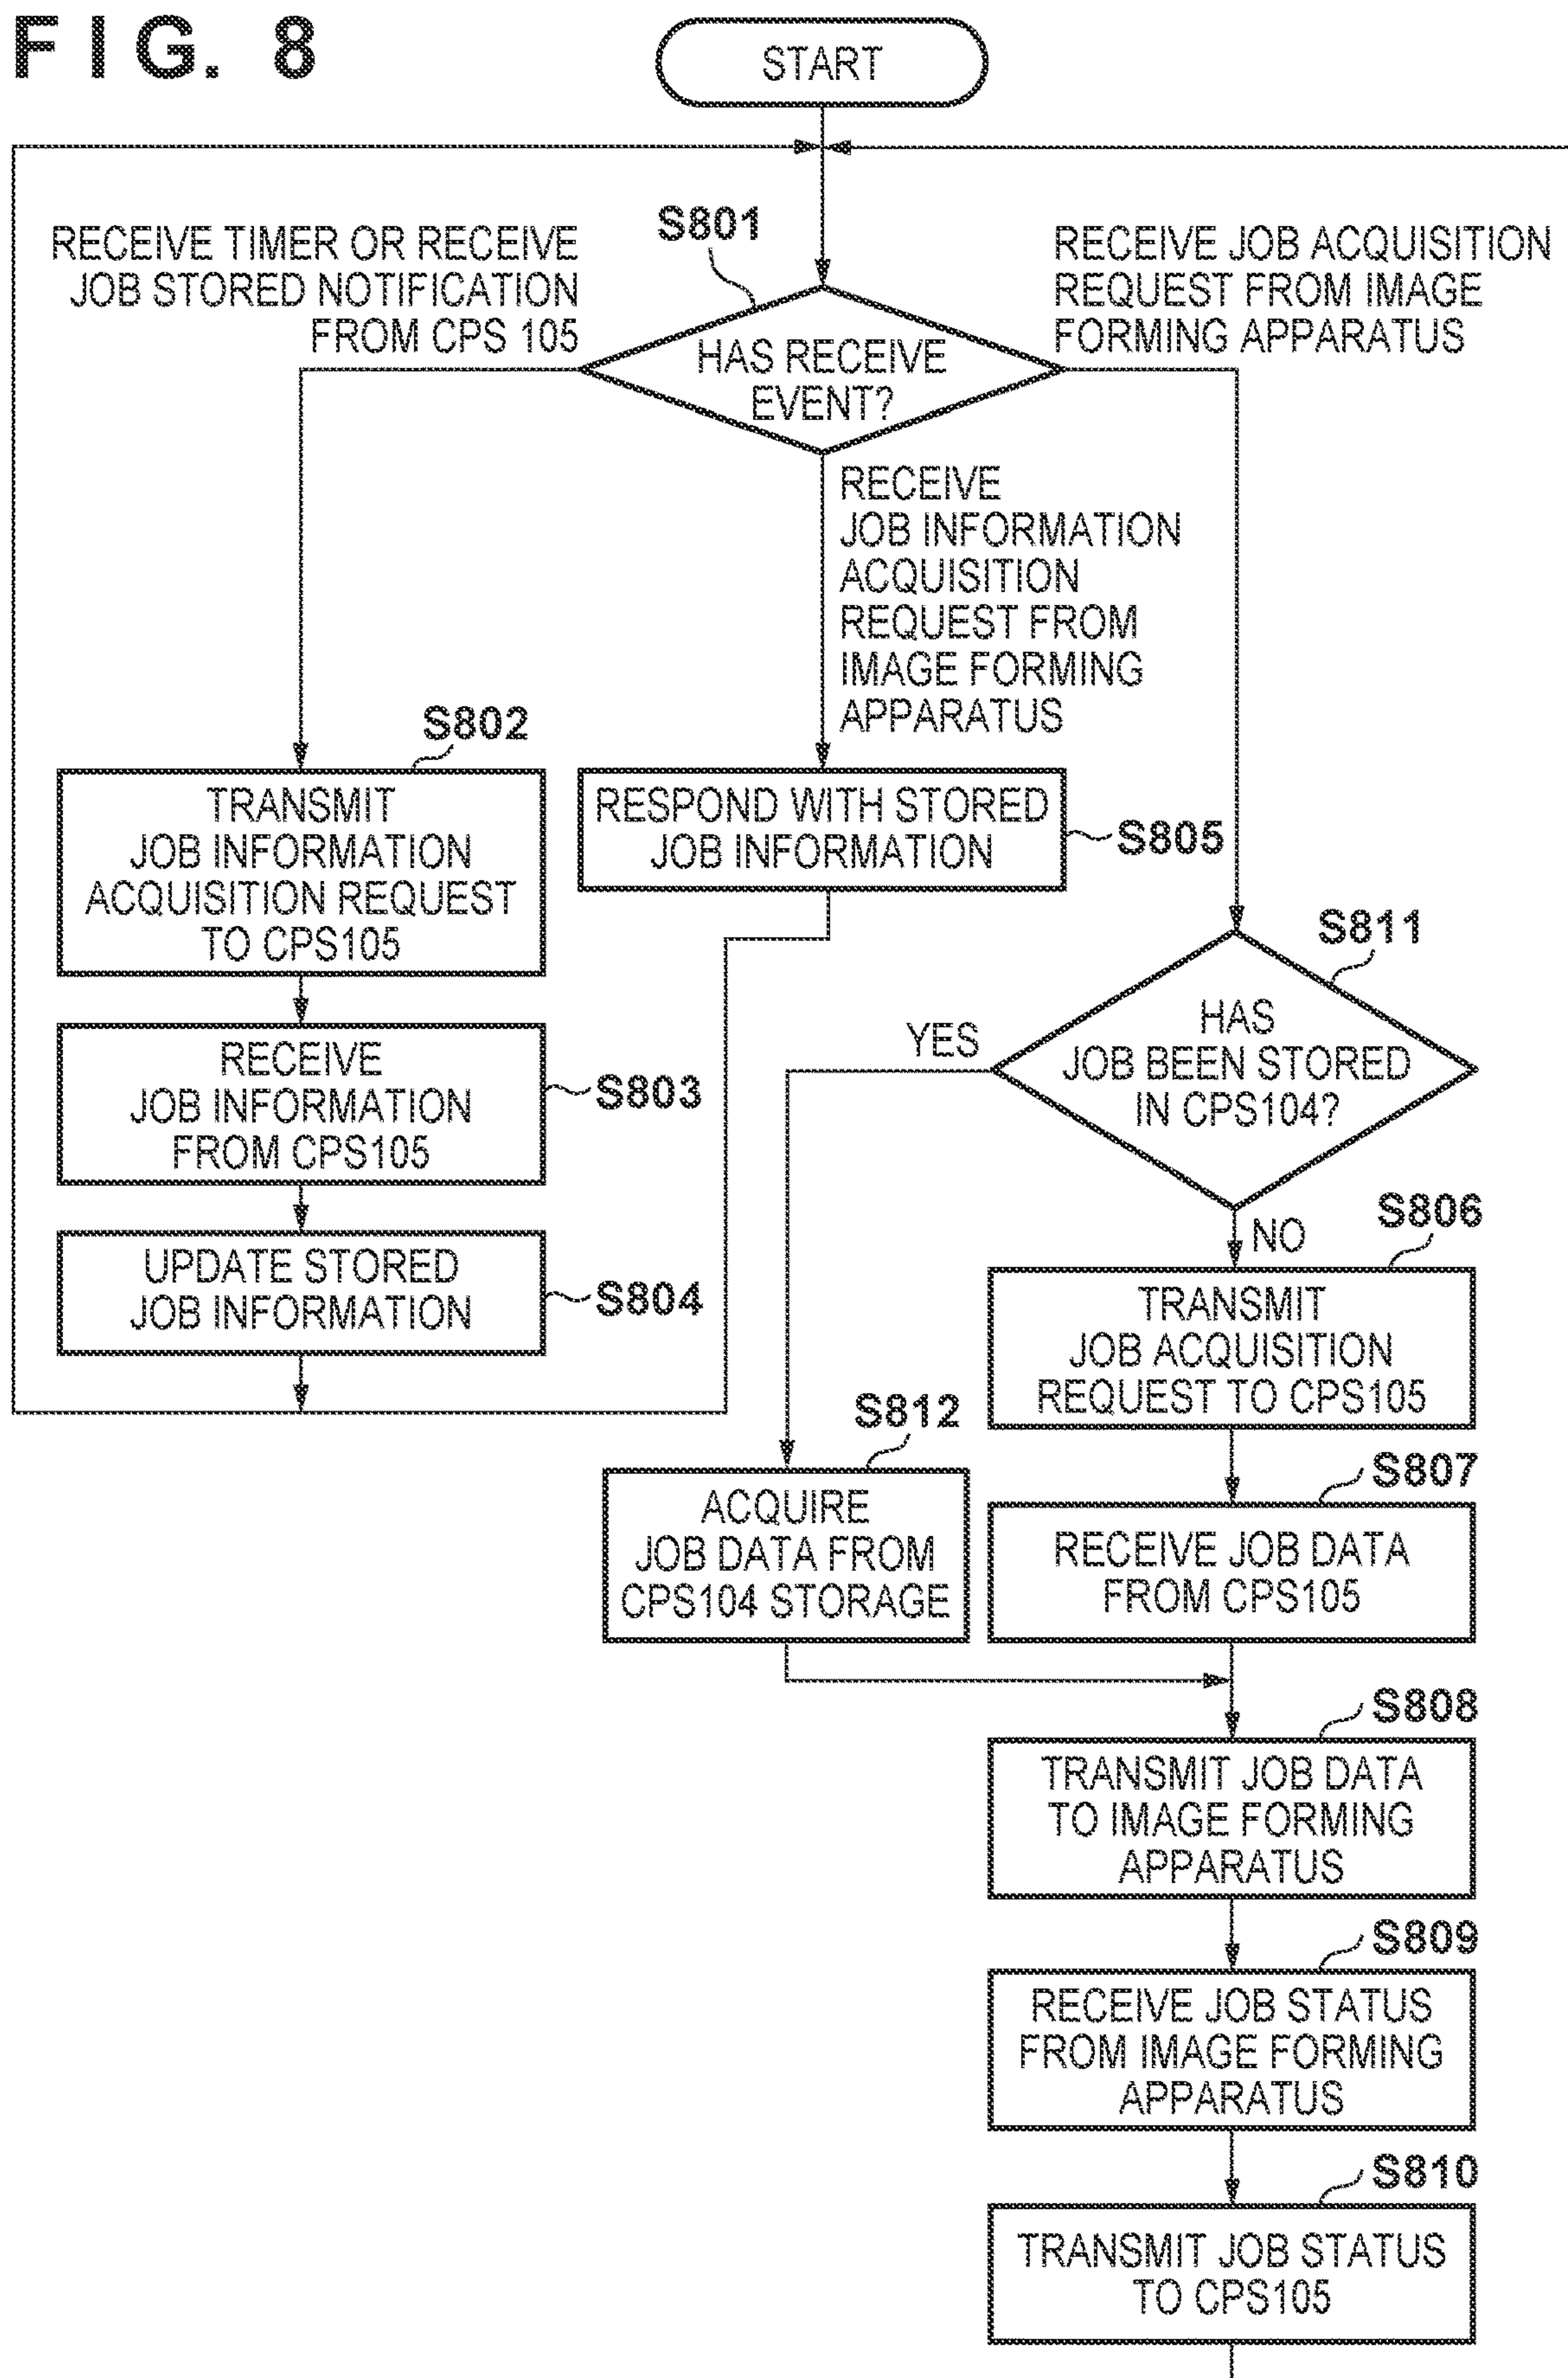 FIG. 8
START
RECEIVE TIMER OR RECEIVE
JOB STORED NOTIFICATION
FROM CPS 105
S801
RECEIVE JOB ACQUISITION
REQUEST FROM IMAGE
FORMING APPARATUS
HAS RECEIVE
EVENT?
RECEIVE
JOB INFORMATION
ACQUISITION
REQUEST FROM
IMAGE FORMING
APPARATUS
S802
TRANSMIT
JOB INFORMATION
ACQUISITION REQUEST
TO CPS105
RESPOND WITH STORED
JOB INFORMATION
S805
S803
RECEIVE
JOB INFORMATION
FROM CPS105
S804
UPDATE STORED
JOB INFORMATION
S811
HAS
JOB BEEN STORED
IN CPS104?
YES
NO
S806
TRANSMIT
JOB ACQUISITION
REQUEST TO CPS105
S812
ACQUIRE
JOB DATA FROM
CPS104 STORAGE
S807
RECEIVE JOB DATA
FROM CPS105
S808
TRANSMIT JOB DATA
TO IMAGE FORMING
APPARATUS
S809
RECEIVE JOB STATUS
FROM IMAGE FORMING
APPARATUS
S810
TRANSMIT JOB STATUS
TO CPS105